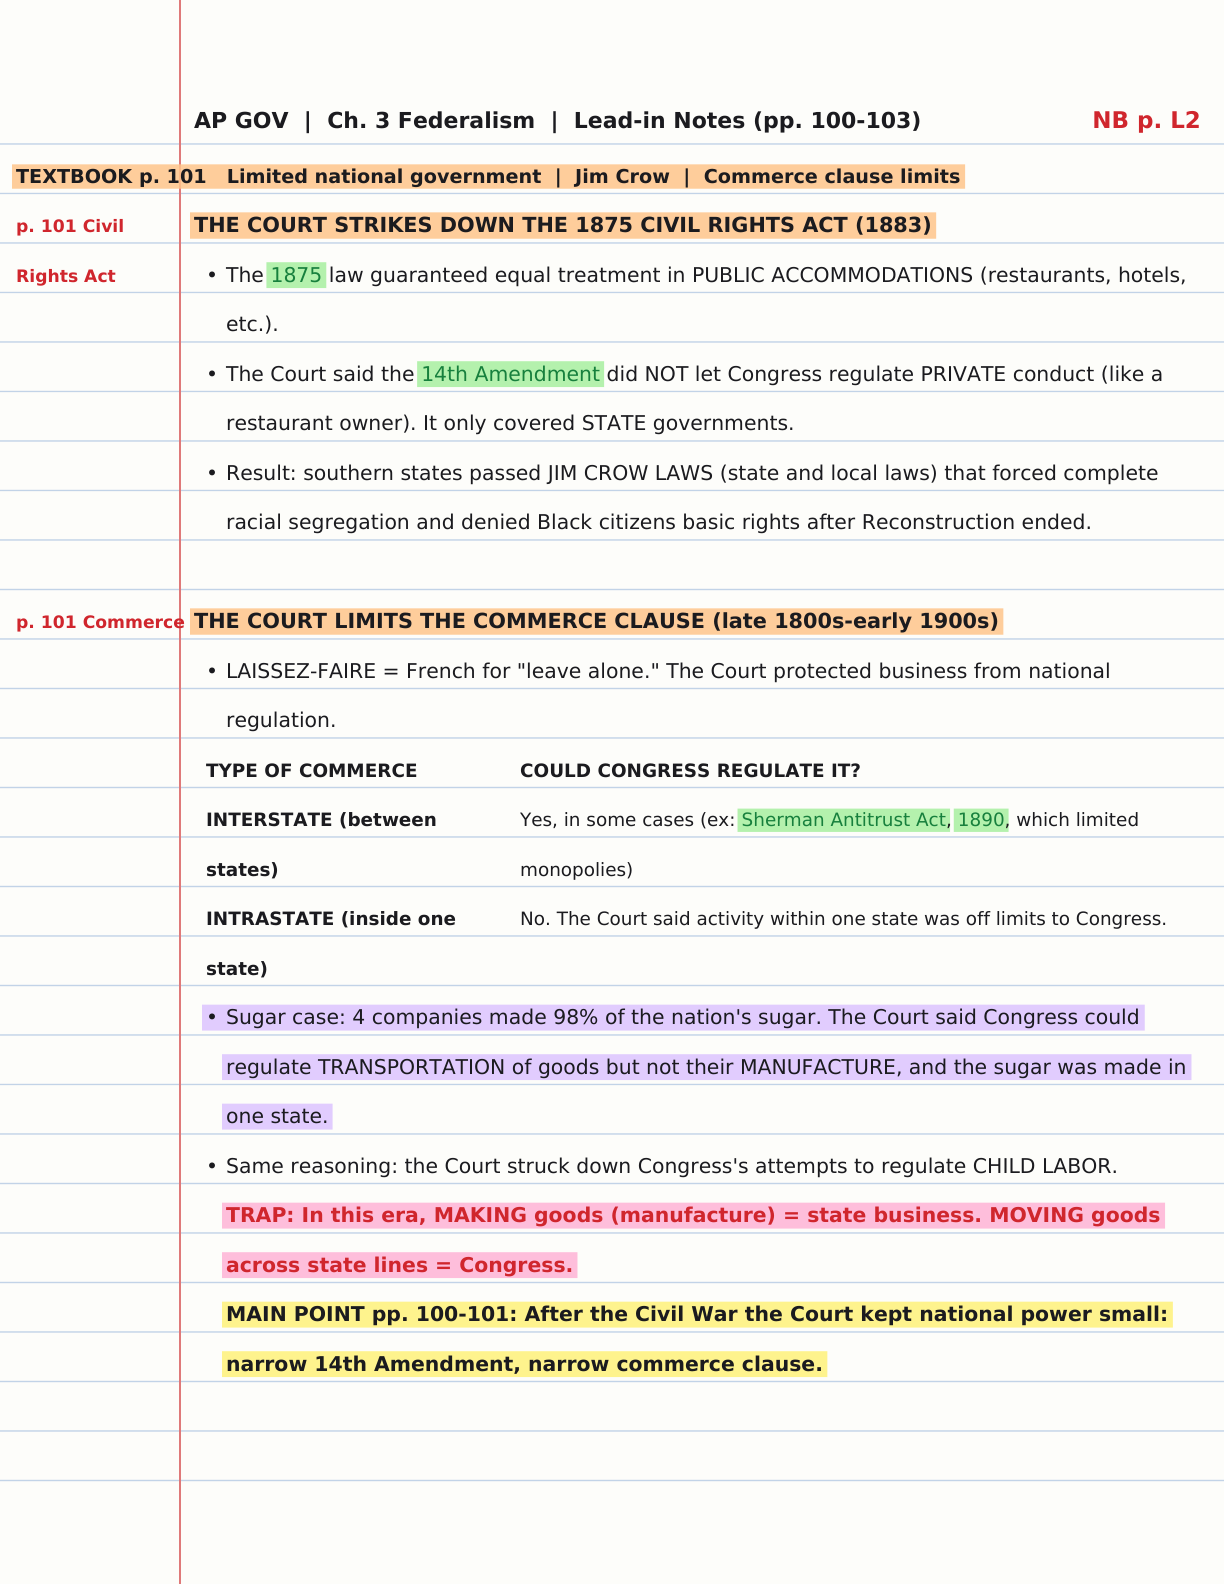 AP GOV | Ch. 3 Federalism | Lead-in Notes (pp. 100-103) NB p. L2
TEXTBOOK p. 101 Limited national government | Jim Crow | Commerce clause limits
p. 101 Civil THE COURT STRIKES DOWN THE 1875 CIVIL RIGHTS ACT (1883)
Rights Act • The 1875 law guaranteed equal treatment in PUBLIC ACCOMMODATIONS (restaurants, hotels,
etc.).
• The Court said the 14th Amendment did NOT let Congress regulate PRIVATE conduct (like a
restaurant owner). It only covered STATE governments.
• Result: southern states passed JIM CROW LAWS (state and local laws) that forced complete
racial segregation and denied Black citizens basic rights after Reconstruction ended.
p. 101 Commerce THE COURT LIMITS THE COMMERCE CLAUSE (late 1800s-early 1900s)
• LAISSEZ-FAIRE = French for "leave alone." The Court protected business from national
regulation.
TYPE OF COMMERCE COULD CONGRESS REGULATE IT?
INTERSTATE (between Yes, in some cases (ex: Sherman Antitrust Act, 1890, which limited
states) monopolies)
INTRASTATE (inside one No. The Court said activity within one state was off limits to Congress.
state)
• Sugar case: 4 companies made 98% of the nation's sugar. The Court said Congress could
regulate TRANSPORTATION of goods but not their MANUFACTURE, and the sugar was made in
one state.
• Same reasoning: the Court struck down Congress's attempts to regulate CHILD LABOR.
TRAP: In this era, MAKING goods (manufacture) = state business. MOVING goods
across state lines = Congress.
MAIN POINT pp. 100-101: After the Civil War the Court kept national power small:
narrow 14th Amendment, narrow commerce clause.